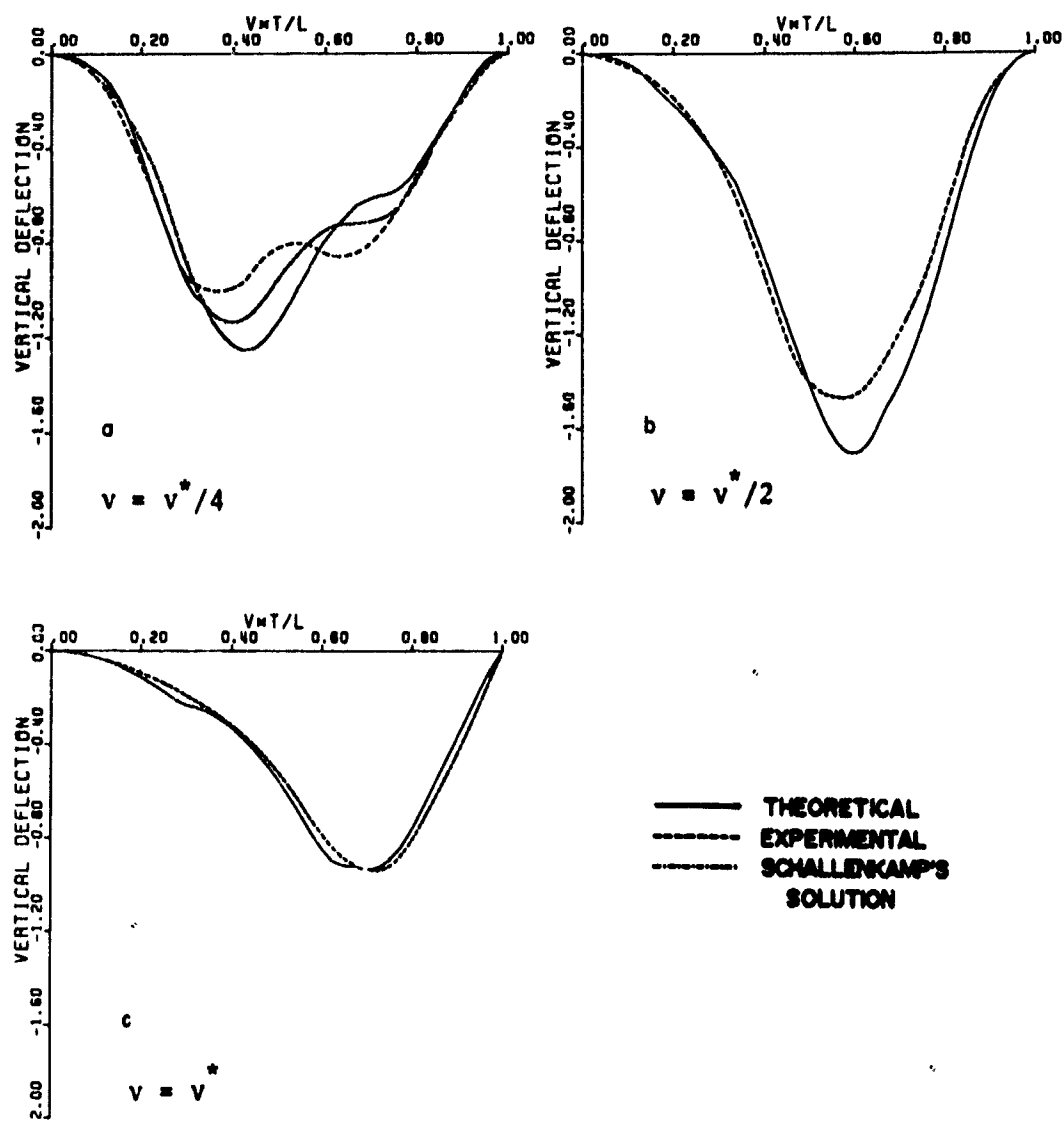 V*T/L
.00 0.20 0.40 0.60 0.80 1.00
0.00
-0.40
-0.80
-1.20
-1.60
-2.00
VERTICAL DEFLECTION
a
v = v*/4
V*T/L
.00 0.20 0.40 0.60 0.80 1.00
0.00
-0.40
-0.80
-1.20
-1.60
-2.00
VERTICAL DEFLECTION
b
v = v*/2
V*T/L
.00 0.20 0.40 0.60 0.80 1.00
0.00
-0.40
-0.80
-1.20
-1.60
2.00
VERTICAL DEFLECTION
c
v = v*
THEORETICAL
EXPERIMENTAL
SCHALLENKAMP'S
SOLUTION